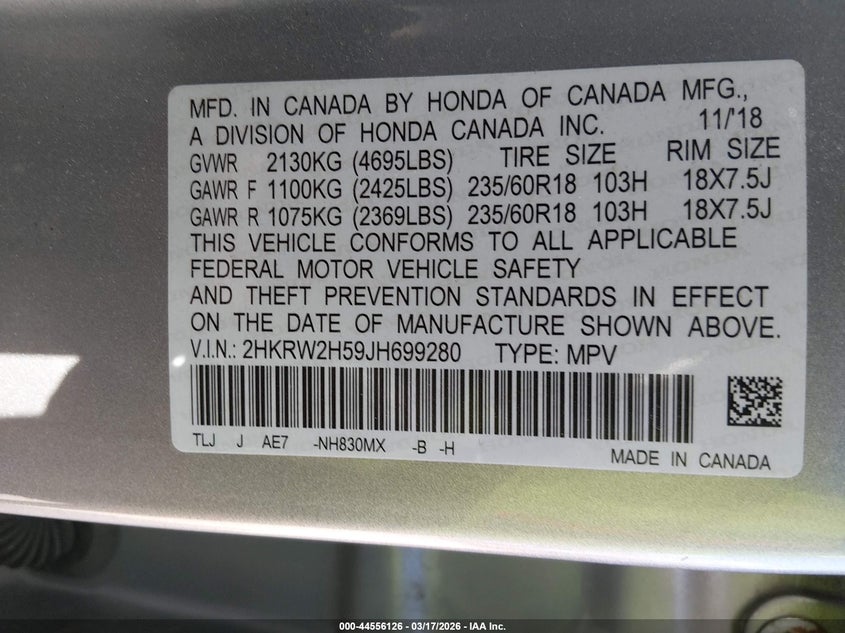 MFD. IN CANADA BY HONDA OF CANADA MFG.,
A DIVISION OF HONDA CANADA INC. 11/'18
GVWR 2130KG (4695LBS) TIRE SIZE RIM SIZE
GAWR F 1100KG (2425LBS) 235/60R18 103H 18X7.5J
GAWR R 1075KG (2369LBS) 235/60R18 103H 18X7.5J
THIS VEHICLE CONFORMS TO ALL APPLICABLE
FEDERAL MOTOR VEHICLE SAFETY
AND THEFT PREVENTION STANDARDS IN EFFECT
ON THE DATE OF MANUFACTURE SHOWN ABOVE.
V.I.N.: 2HKRW2H59JH699280 TYPE: MPV
TLJ J AE7 -NH830MX -B -H
MADE IN CANADA
000-44556126 - 03/17/2026 - IAA Inc.